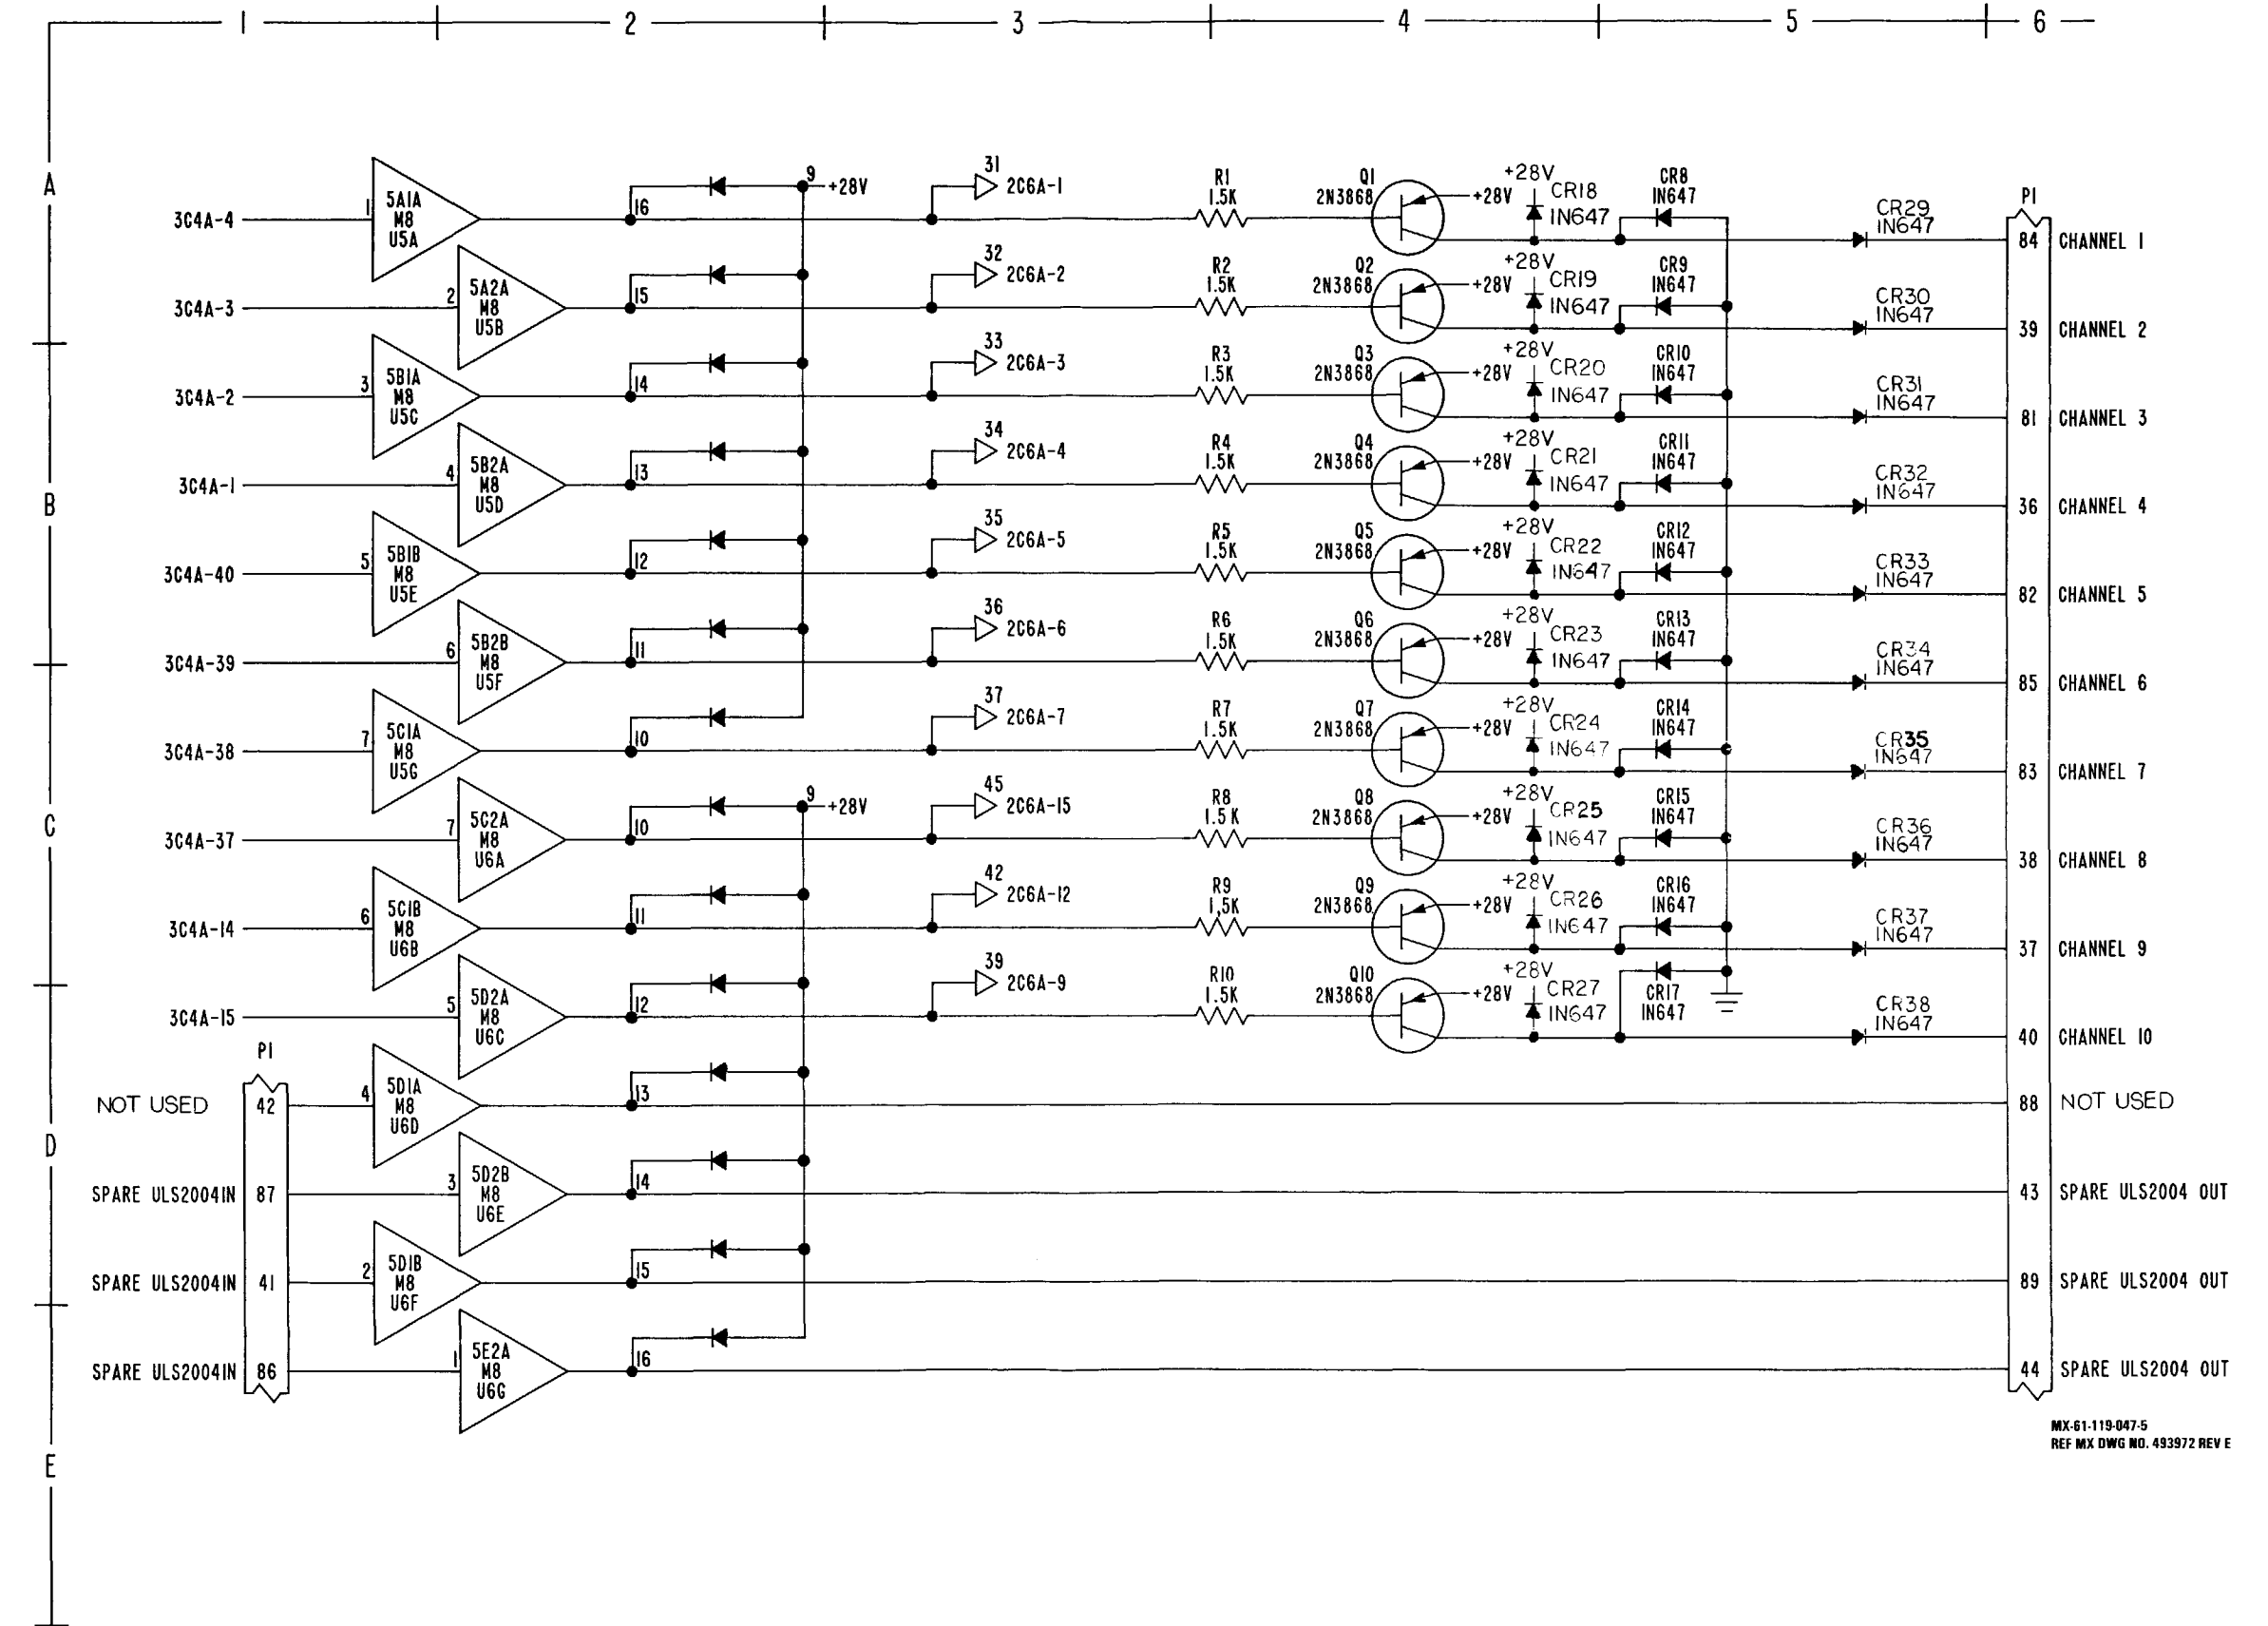 1 2 3 4 5 6
A
B
C
D
E
3C4A-4 1 5A1A M8 U5A 16 9 +28V 31 2C6A-1 R1 1.5K Q1 2N3868 +28V +28V CR18 IN647 CR8 IN647 CR29 IN647 P1 84 CHANNEL 1
3C4A-3 2 5A2A M8 U5B 15 32 2C6A-2 R2 1.5K Q2 2N3868 +28V +28V CR19 IN647 CR9 IN647 CR30 IN647 39 CHANNEL 2
3C4A-2 3 5B1A M8 U5C 14 33 2C6A-3 R3 1.5K Q3 2N3868 +28V +28V CR20 IN647 CR10 IN647 CR31 IN647 81 CHANNEL 3
3C4A-1 4 5B2A M8 U5D 13 34 2C6A-4 R4 1.5K Q4 2N3868 +28V +28V CR21 IN647 CR11 IN647 CR32 IN647 36 CHANNEL 4
3C4A-40 5 5B1B M8 U5E 12 35 2C6A-5 R5 1.5K Q5 2N3868 +28V +28V CR22 IN647 CR12 IN647 CR33 IN647 82 CHANNEL 5
3C4A-39 6 5B2B M8 U5F 11 36 2C6A-6 R6 1.5K Q6 2N3868 +28V +28V CR23 IN647 CR13 IN647 CR34 IN647 85 CHANNEL 6
3C4A-38 7 5C1A M8 U5G 10 37 2C6A-7 R7 1.5K Q7 2N3868 +28V +28V CR24 IN647 CR14 IN647 CR35 IN647 83 CHANNEL 7
3C4A-37 7 5C2A M8 U6A 10 9 +28V 45 2C6A-15 R8 1.5K Q8 2N3868 +28V +28V CR25 IN647 CR15 IN647 CR36 IN647 38 CHANNEL 8
3C4A-14 6 5C1B M8 U6B 11 42 2C6A-12 R9 1,5K Q9 2N3868 +28V +28V CR26 IN647 CR16 IN647 CR37 IN647 37 CHANNEL 9
3C4A-15 5 5D2A M8 U6C 12 39 2C6A-9 R10 1.5K Q10 2N3868 +28V +28V CR27 IN647 CR17 IN647 CR38 IN647 40 CHANNEL 10
P1
NOT USED 42 4 5D1A M8 U6D 13 88 NOT USED
SPARE ULS2004IN 87 3 5D2B M8 U6E 14 43 SPARE ULS2004 OUT
SPARE ULS2004IN 41 2 5D1B M8 U6F 15 89 SPARE ULS2004 OUT
SPARE ULS2004IN 86 1 5E2A M8 U6G 16 44 SPARE ULS2004 OUT
MX-61-119-047-5
REF MX DWG NO. 493972 REV E